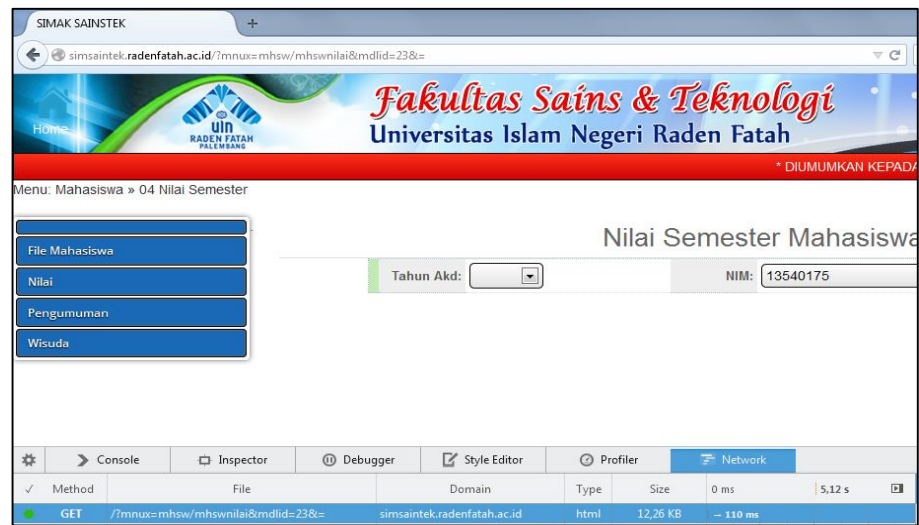 SIMAK SAINSTEK
simsaintek.radenfatah.ac.id/?mnux=mhsw/mhswnilai&mdlid=23&=
Home
uin
RADEN FATAH
PALEMBANG
Fakultas Sains & Teknologi
Universitas Islam Negeri Raden Fatah
* DIUMUMKAN KEPADA
Menu: Mahasiswa » 04 Nilai Semester
Nilai Semester Mahasiswa
File Mahasiswa
Nilai
Pengumuman
Wisuda
Tahun Akd: NIM: 13540175
Console Inspector Debugger Style Editor Profiler Network
✓ Method File Domain Type Size 0 ms 5,12 s
GET /?mnux=mhsw/mhswnilai&mdlid=23&= simsaintek.radenfatah.ac.id html 12,26 KB → 110 ms